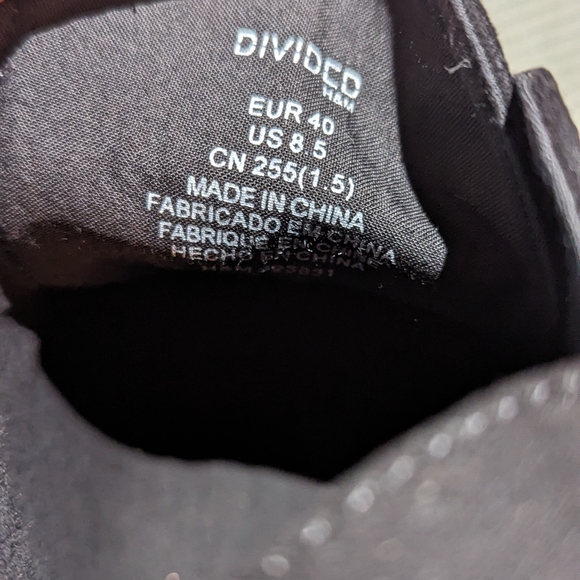 DIVIDED
H&M
EUR 40
US 8 5
CN 255(1.5)
MADE IN CHINA
FABRICADO EM CHINA
FABRIQUE EN CHINE
HECHO EN CHINA
H&M